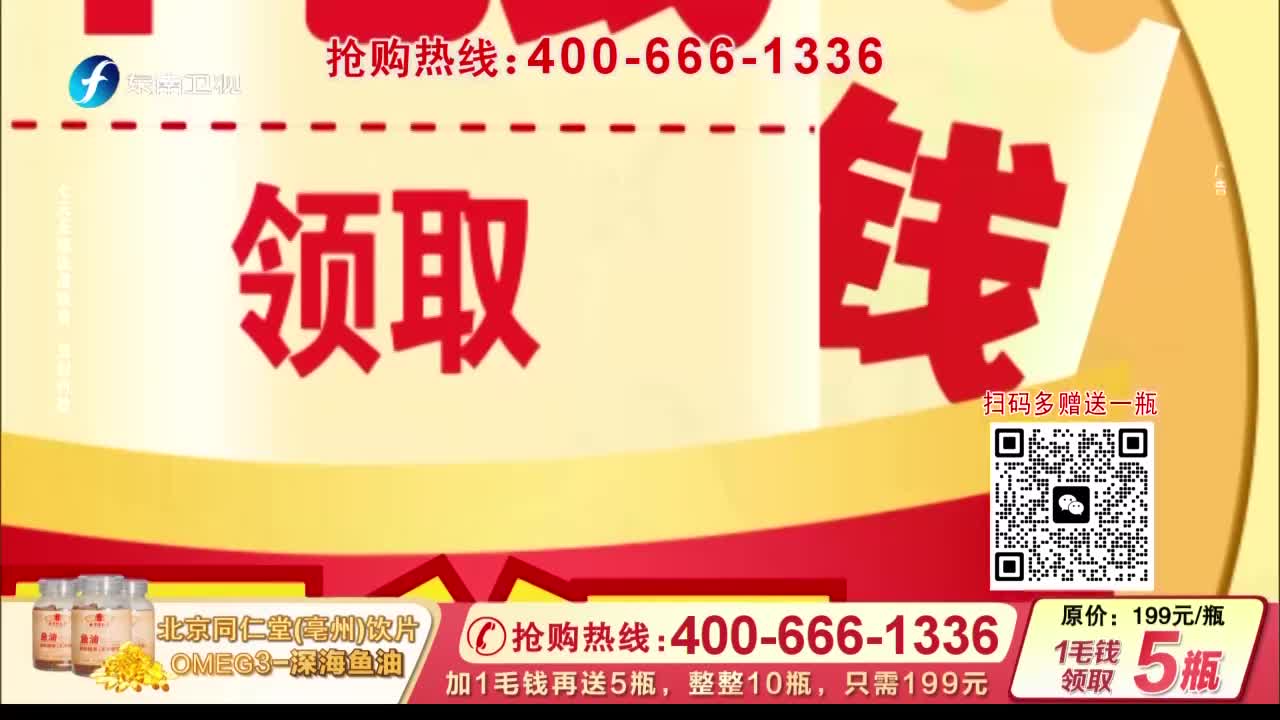 抢购热线:400-666-1336
东南卫视
钱
领取
广告
扫码多赠送一瓶
北京同仁堂(亳州)饮片
OMEG3-深海鱼油
鱼油
鱼油
抢购热线:400-666-1336
加1毛钱再送5瓶，整整10瓶，只需199元
原价：199元/瓶
1毛钱
领取
5瓶